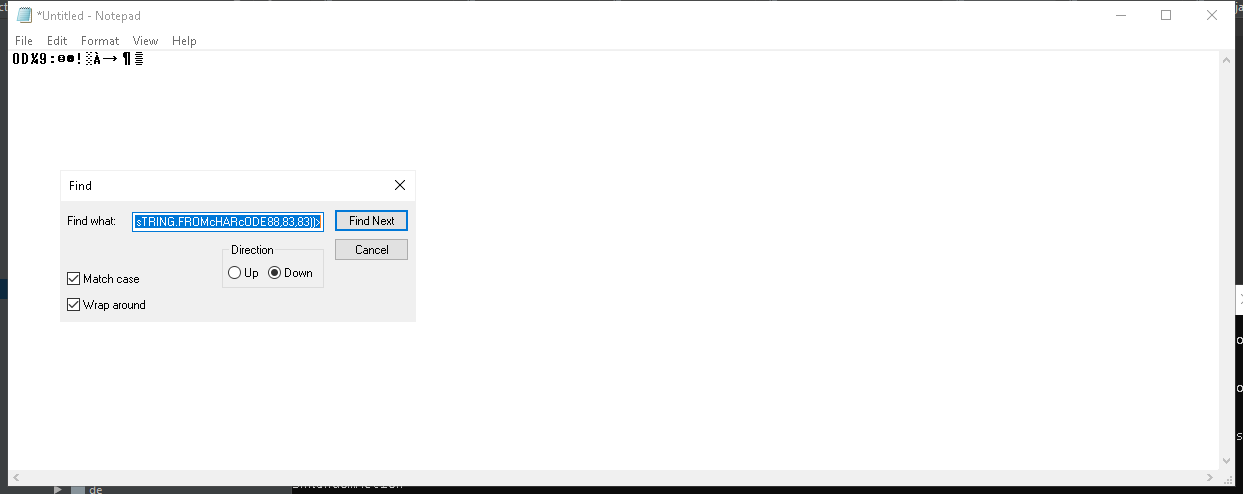 *Untitled - Notepad
File Edit Format View Help
Find
Find what: sTRING.FROMcHARcODE88,83,83))> Find Next
Direction
Cancel
Up Down
Match case
Wrap around
de